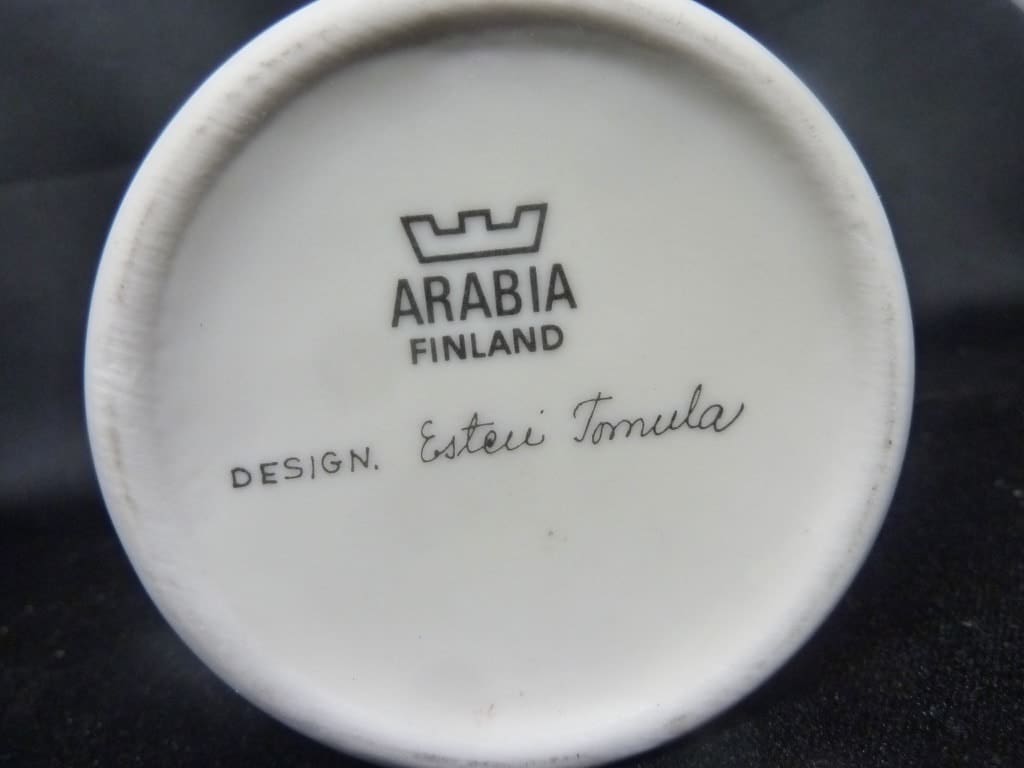 ARABIA
FINLAND
DESIGN. Esteri Tomula